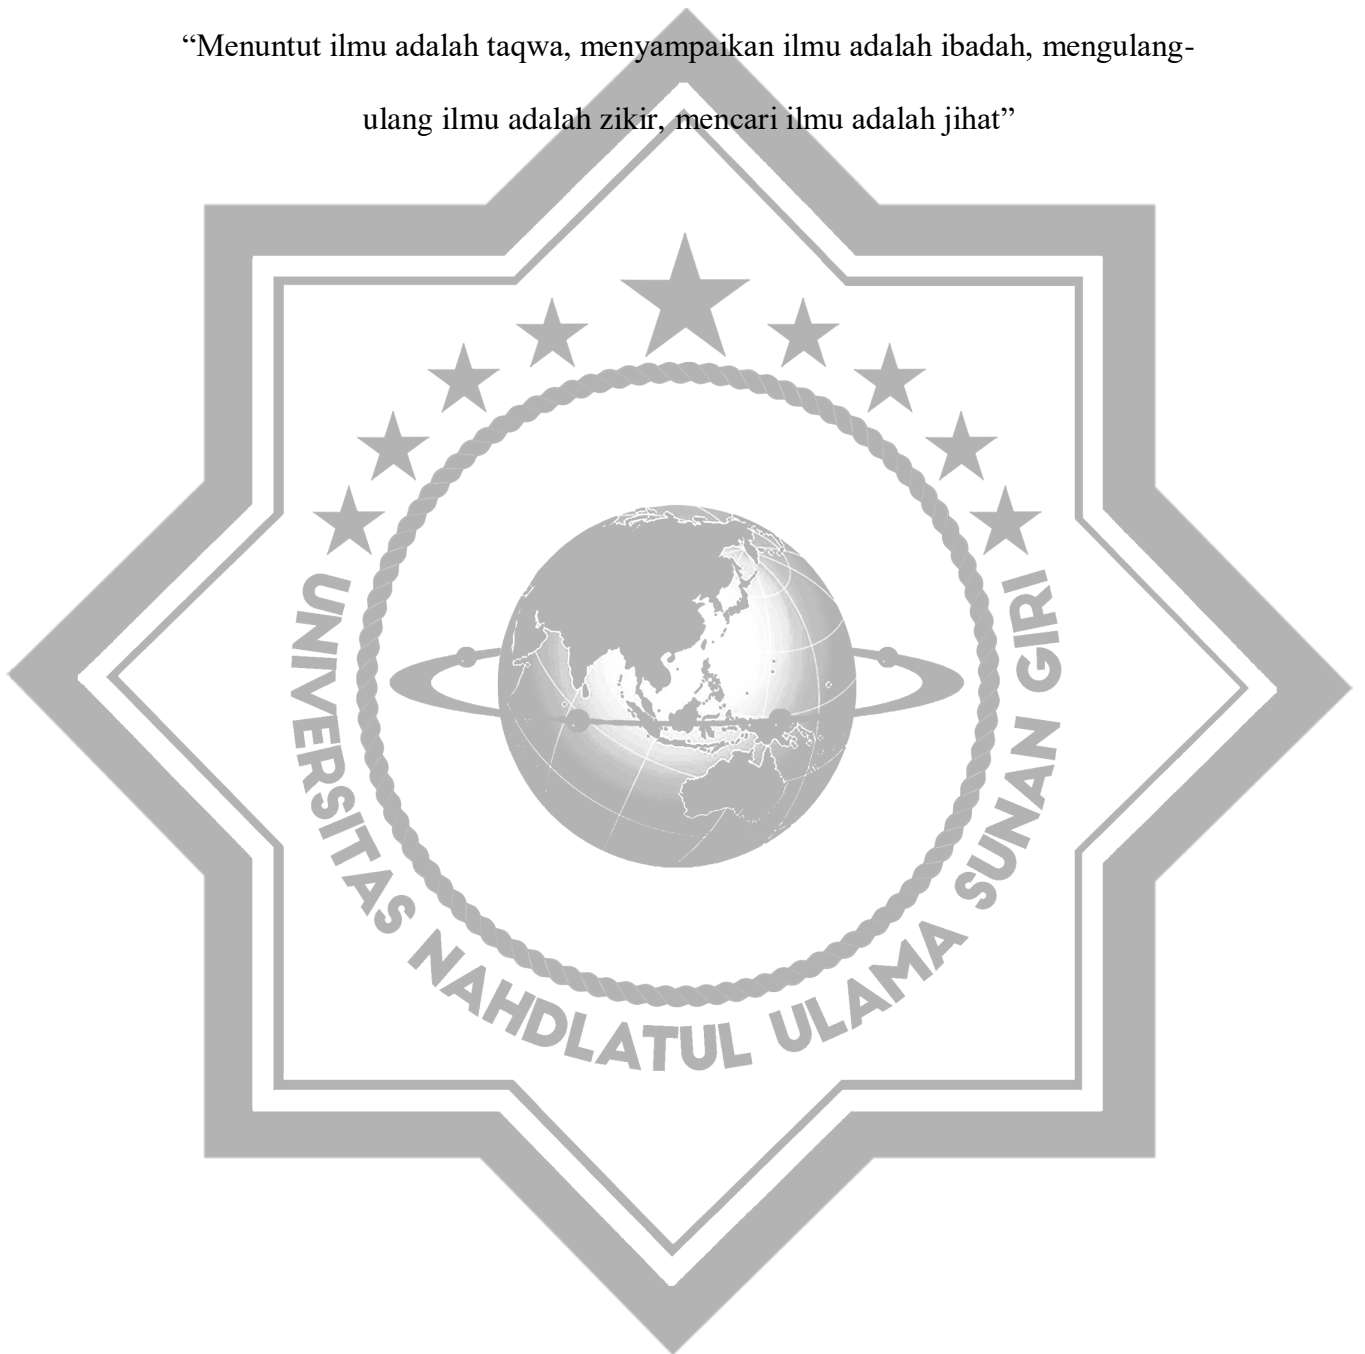 “Menuntut ilmu adalah taqwa, menyampaikan ilmu adalah ibadah, mengulang-
ulang ilmu adalah zikir, mencari ilmu adalah jihat”
UNIVERSITAS NAHDLATUL ULAMA SUNAN GIRI